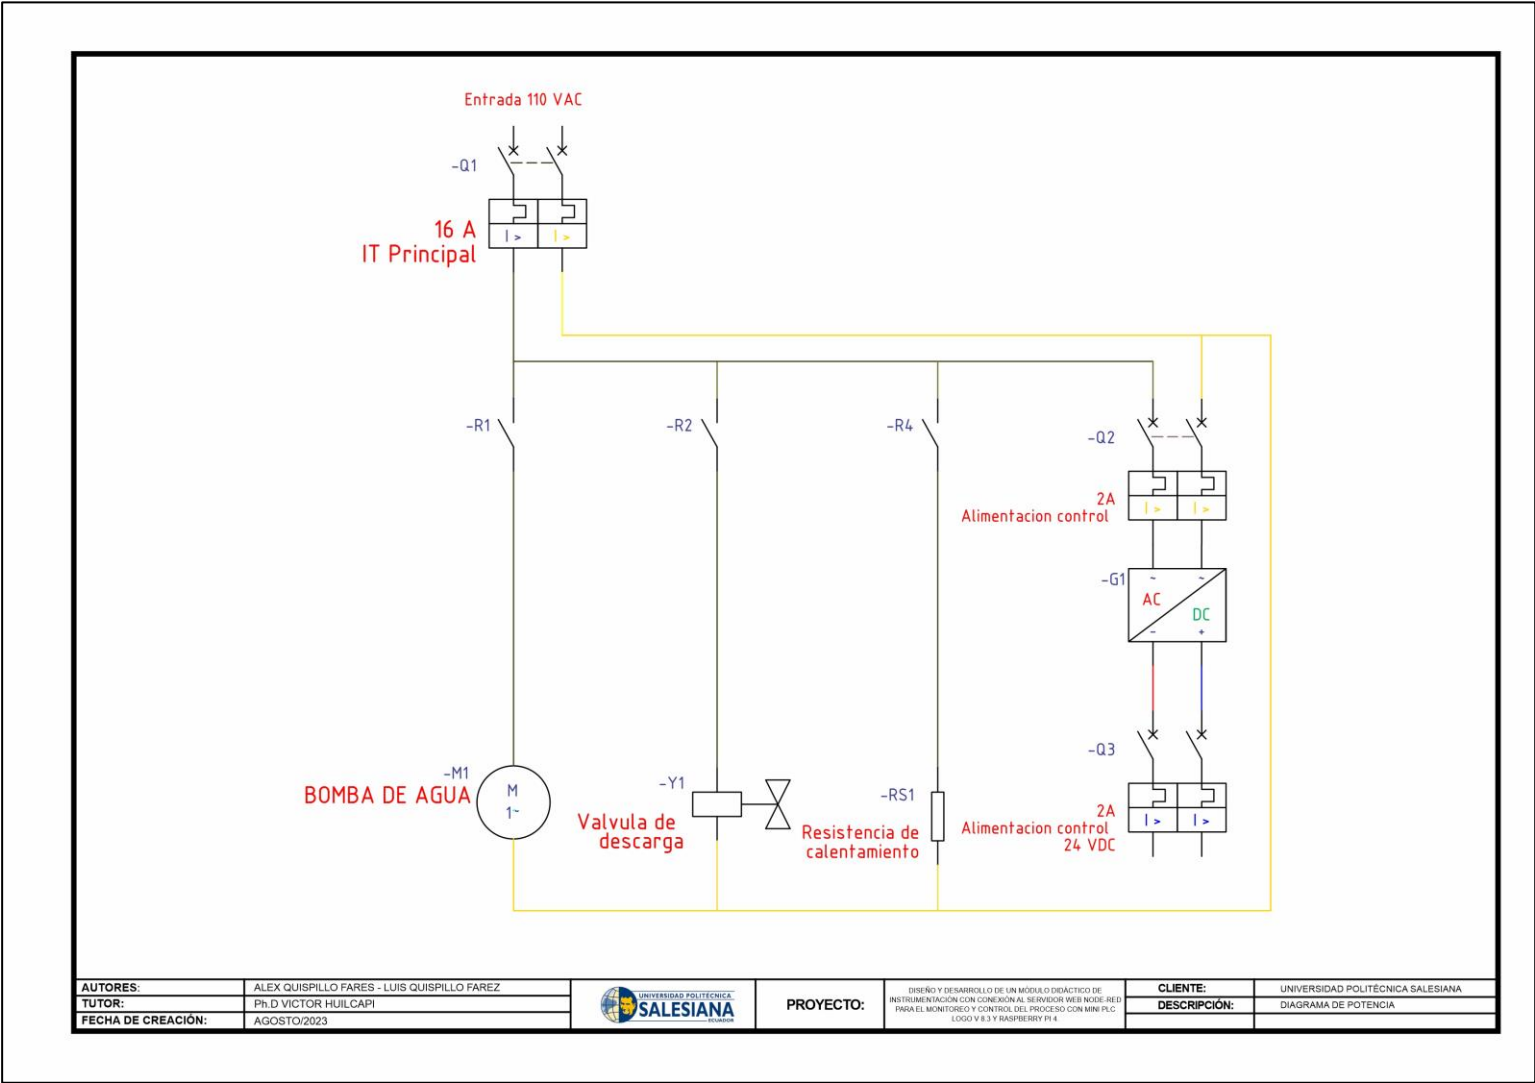 Entrada 110 VAC
-Q1
16 A
IT Principal
I >
I >
-R1
-R2
-R4
-Q2
2A
Alimentacion control
I >
I >
-G1
~
~
AC
DC
-
+
-Q3
2A
Alimentacion control
24 VDC
I >
I >
-M1
BOMBA DE AGUA
M
1~
-Y1
Valvula de
descarga
-RS1
Resistencia de
calentamiento
AUTORES:
ALEX QUISPILLO FARES - LUIS QUISPILLO FAREZ
TUTOR:
Ph.D VICTOR HUILCAPI
FECHA DE CREACIÓN:
AGOSTO/2023
UNIVERSIDAD POLITÉCNICA
SALESIANA
ECUADOR
PROYECTO:
DISEÑO Y DESARROLLO DE UN MÓDULO DIDÁCTICO DE
INSTRUMENTACIÓN CON CONEXIÓN AL SERVIDOR WEB NODE-RED
PARA EL MONITOREO Y CONTROL DEL PROCESO CON MINI PLC
LOGO V 8.3 Y RASPBERRY PI 4
CLIENTE:
UNIVERSIDAD POLITÉCNICA SALESIANA
DESCRIPCIÓN:
DIAGRAMA DE POTENCIA